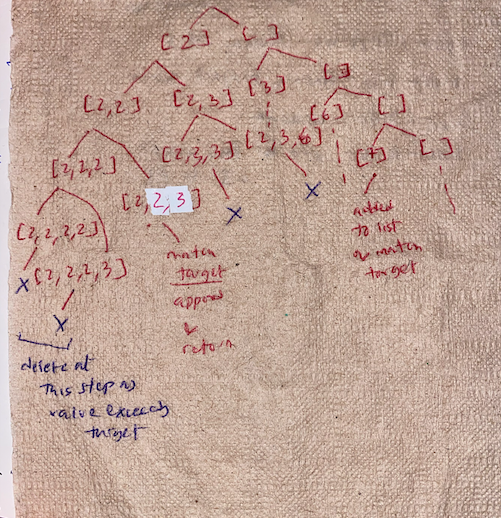 [2] [ ]
[2,2] [2,3] [3] [ ]
[6] [ ]
[2,2,2] [2,3,3] [2,3,6] [7] [ ]
[2, 2,3 ]
[2,2,2,2]
X [2,2,2,3]
X
X
X
match
target
append
&
return
added
to list
as match
target
delete at
this step as
value exceeds
target